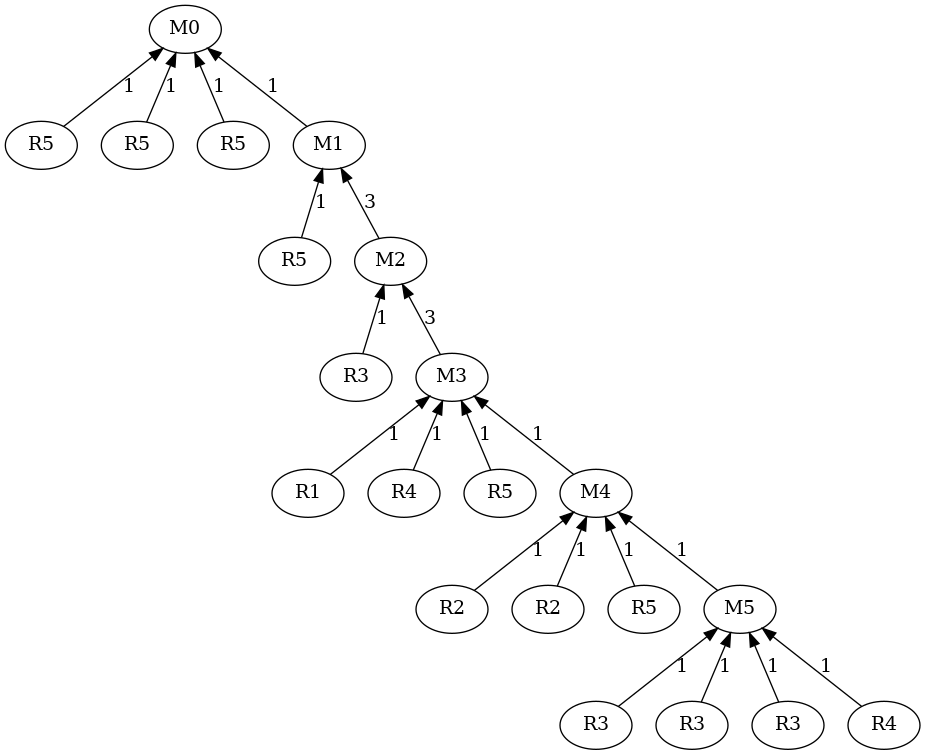 M0
1 1 1 1
R5 R5 R5 M1
1 3
R5 M2
1 3
R3 M3
1 1 1 1
R1 R4 R5 M4
1 1 1 1
R2 R2 R5 M5
1 1 1 1
R3 R3 R3 R4